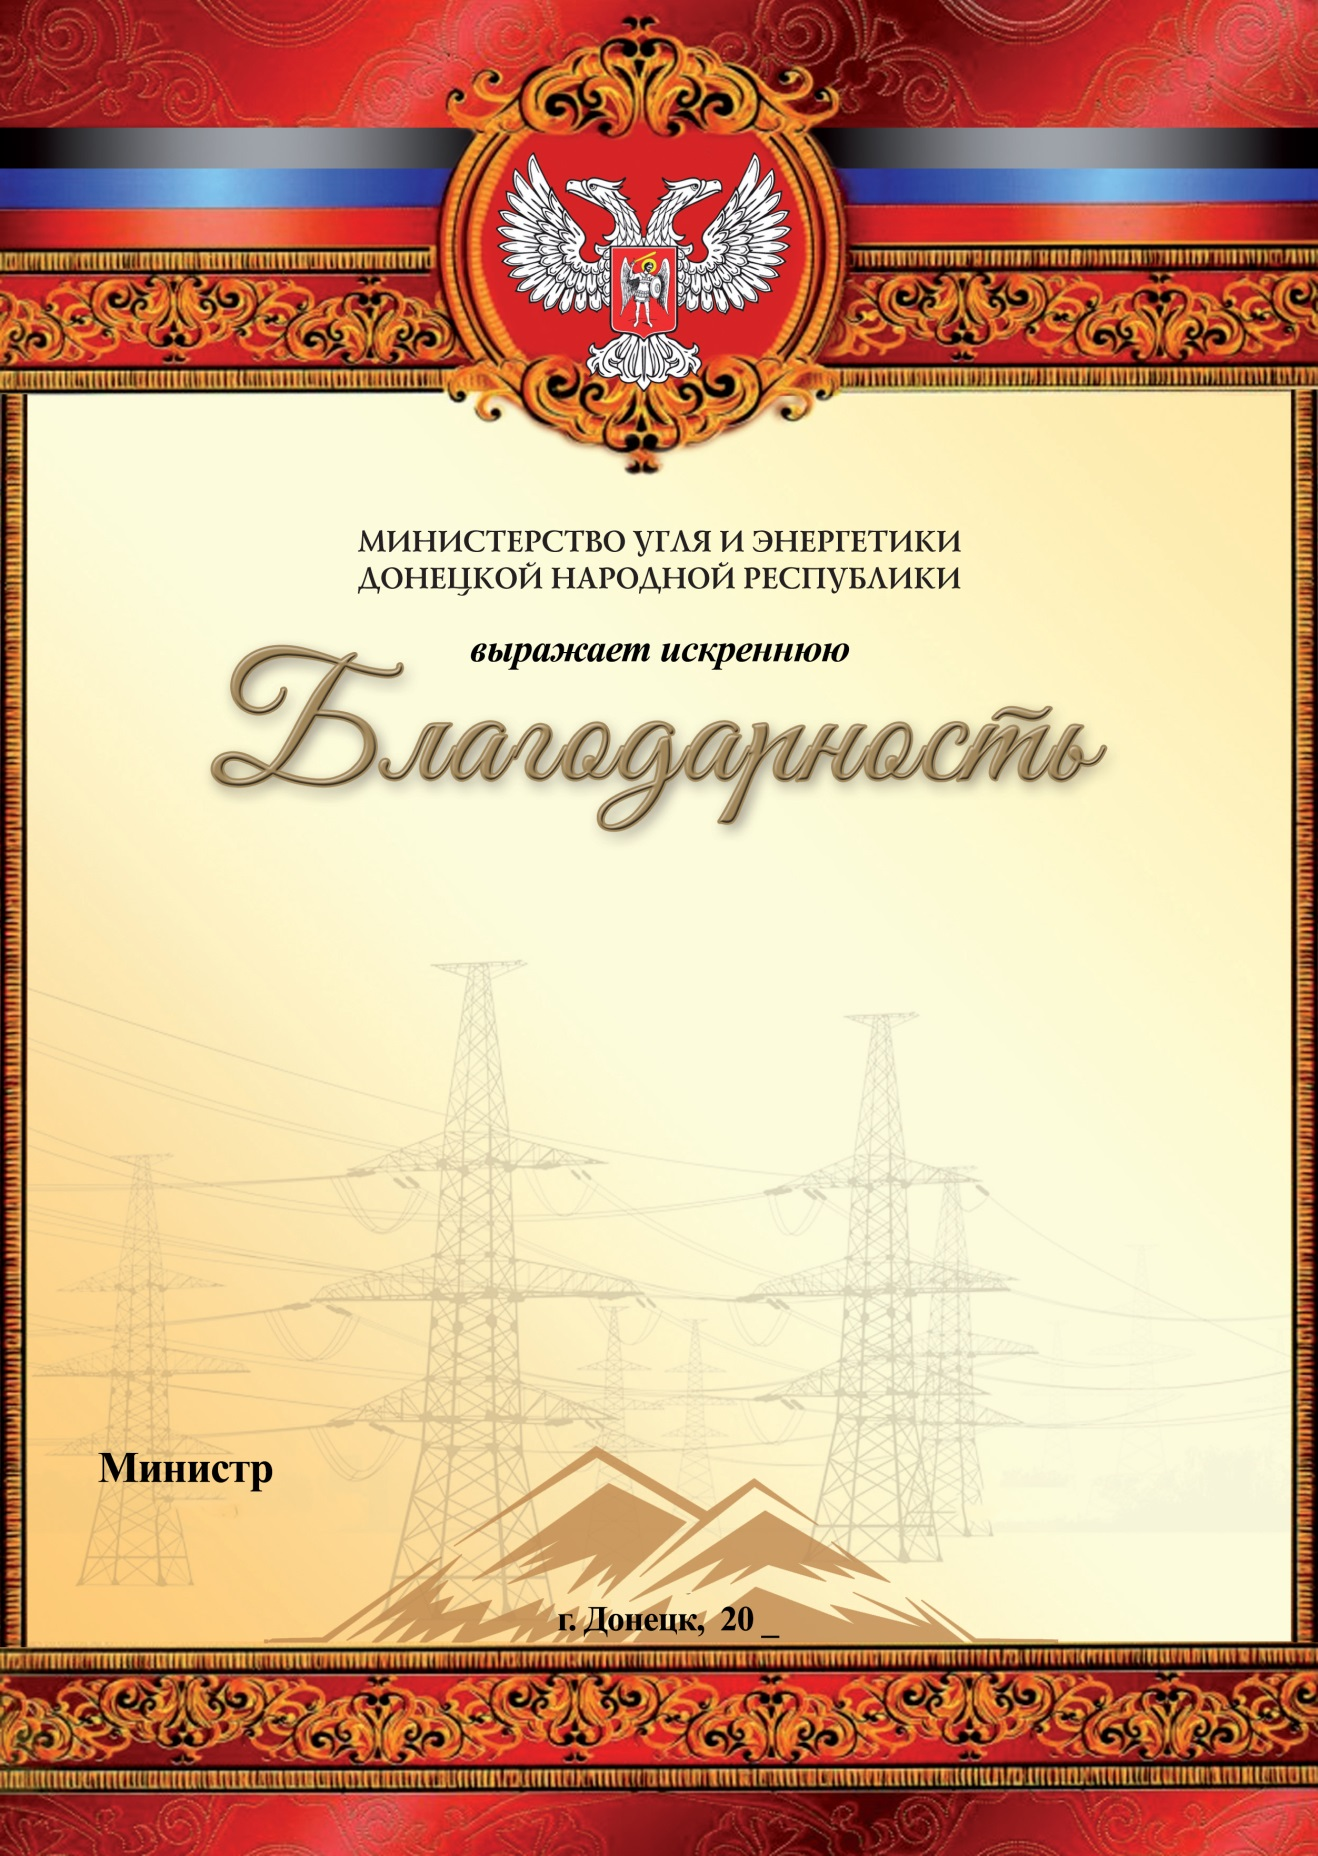 МИНИСТЕРСТВО УГЛЯ И ЭНЕРГЕТИКИ
ДОНЕЦКОЙ НАРОДНОЙ РЕСПУБЛИКИ
выражает искреннюю
Благодарность
Министр
г. Донецк, 20 _